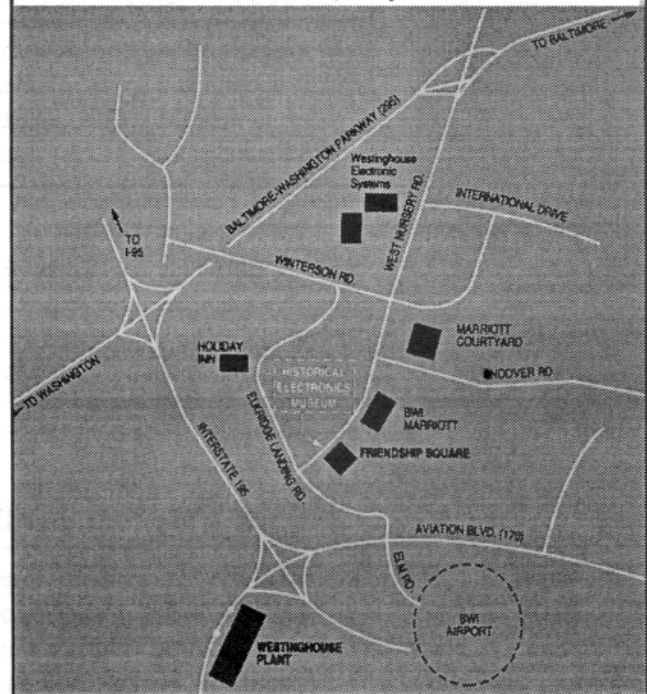 TO BALTIMORE
BALTIMORE-WASHINGTON PARKWAY (295)
Westinghouse
Electronic
Systems
WEST NURSERY RD.
INTERNATIONAL DRIVE
TO
I-95
WINTERSON RD.
HOLIDAY
INN
HISTORICAL
ELECTRONICS
MUSEUM
MARRIOTT
COURTYARD
TO WASHINGTON
NDOVER RD
BWI
MARRIOTT
ELKRIDGE LANDING RD.
INTERSTATE 195
FRIENDSHIP SQUARE
AVIATION BLVD. (170)
ELM RD.
BWI
AIRPORT
WESTINGHOUSE
PLANT